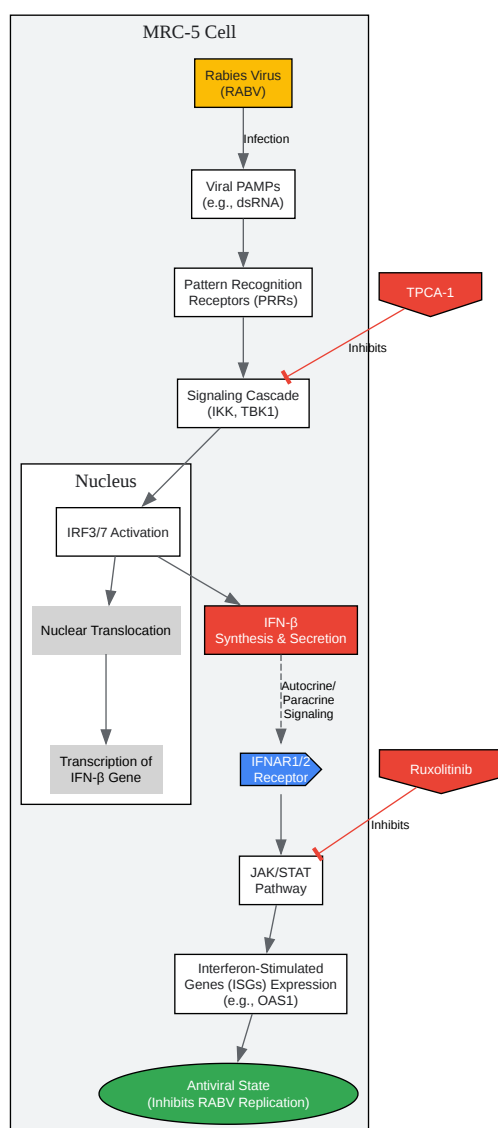 MRC-5 Cell
Rabies Virus
(RABV)
Infection
Viral PAMPs
(e.g., dsRNA)
Pattern Recognition
Receptors (PRRs)
TPCA-1
Inhibits
Signaling Cascade
(IKK, TBK1)
Nucleus
IRF3/7 Activation
Nuclear Translocation
IFN-β
Synthesis & Secretion
Autocrine/
Paracrine
Signaling
Transcription of
IFN-β Gene
IFNAR1/2
Receptor
Ruxolitinib
Inhibits
JAK/STAT
Pathway
Interferon-Stimulated
Genes (ISGs) Expression
(e.g., OAS1)
Antiviral State
(Inhibits RABV Replication)